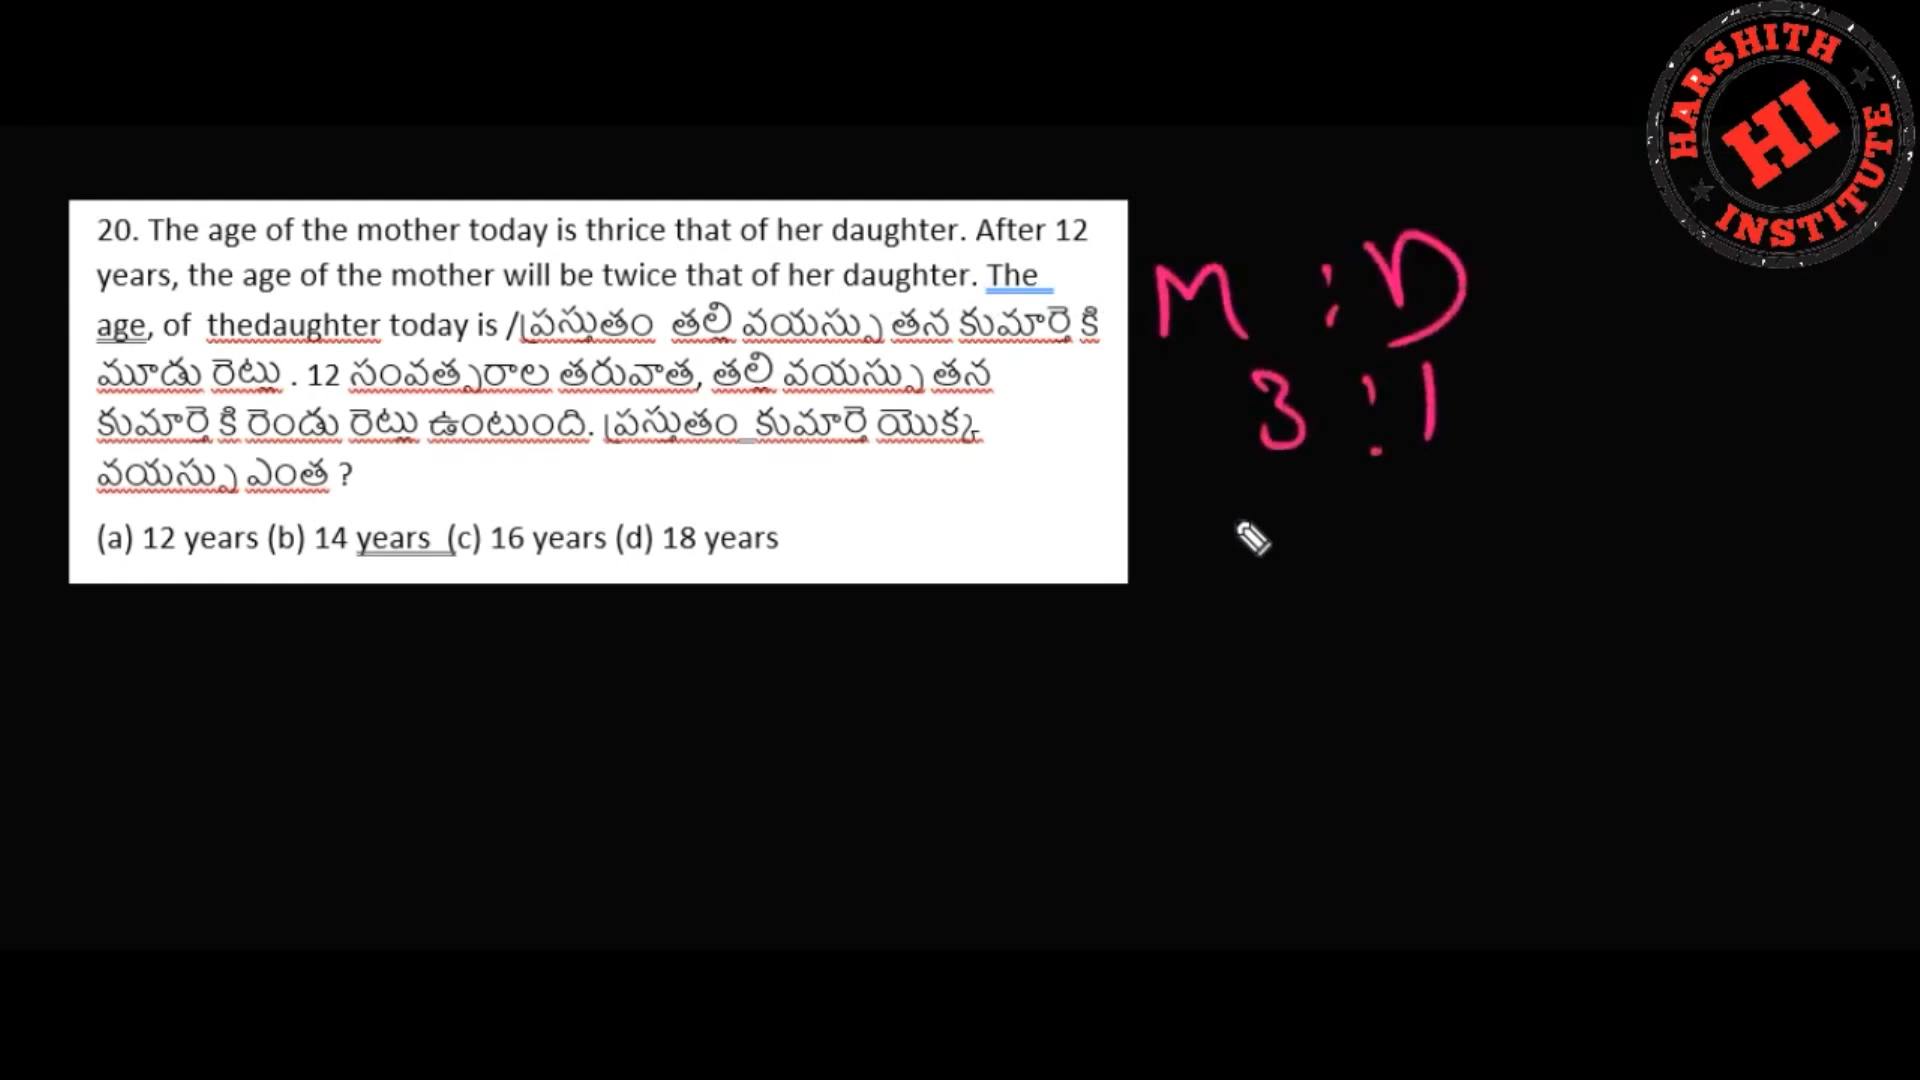 HARSHITH
HI
INSTITUTE
20. The age of the mother today is thrice that of her daughter. After 12
years, the age of the mother will be twice that of her daughter. The
age, of thedaughter today is /ప్రస్తుతం తల్లి వయస్సు తన కుమార్తె కి
మూడు రెట్లు . 12 సంవత్సరాల తరువాత, తల్లి వయస్సు తన
కుమార్తె కి రెండు రెట్లు ఉంటుంది. ప్రస్తుతం కుమార్తె యొక్క
వయస్సు ఎంత ?
(a) 12 years (b) 14 years (c) 16 years (d) 18 years
M : D
3 : 1